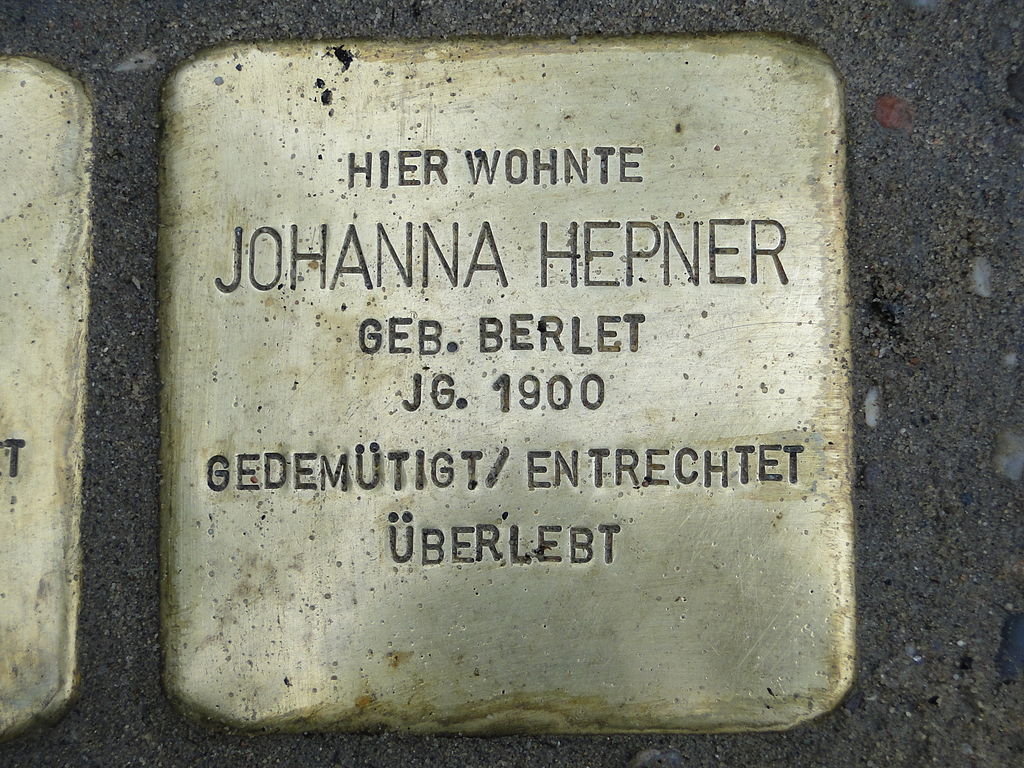 HIER WOHNTE
JOHANNA HEPNER
GEB. BERLET
JG. 1900
GEDEMÜTIGT/ ENTRECHTET
ÜBERLEBT